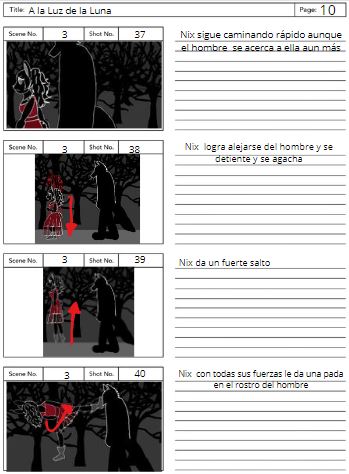 Title: A la Luz de la Luna
Page: 10
Scene No. 3 Shot No. 37
Nix sigue caminando rápido aunque
el hombre se acerca a ella aun más
Scene No. 3 Shot No. 38
Nix logra alejarse del hombre y se
detiente y se agacha
Scene No. 3 Shot No. 39
Nix da un fuerte salto
Scene No. 3 Shot No. 40
Nix con todas sus fuerzas le da una pada
en el rostro del hombre